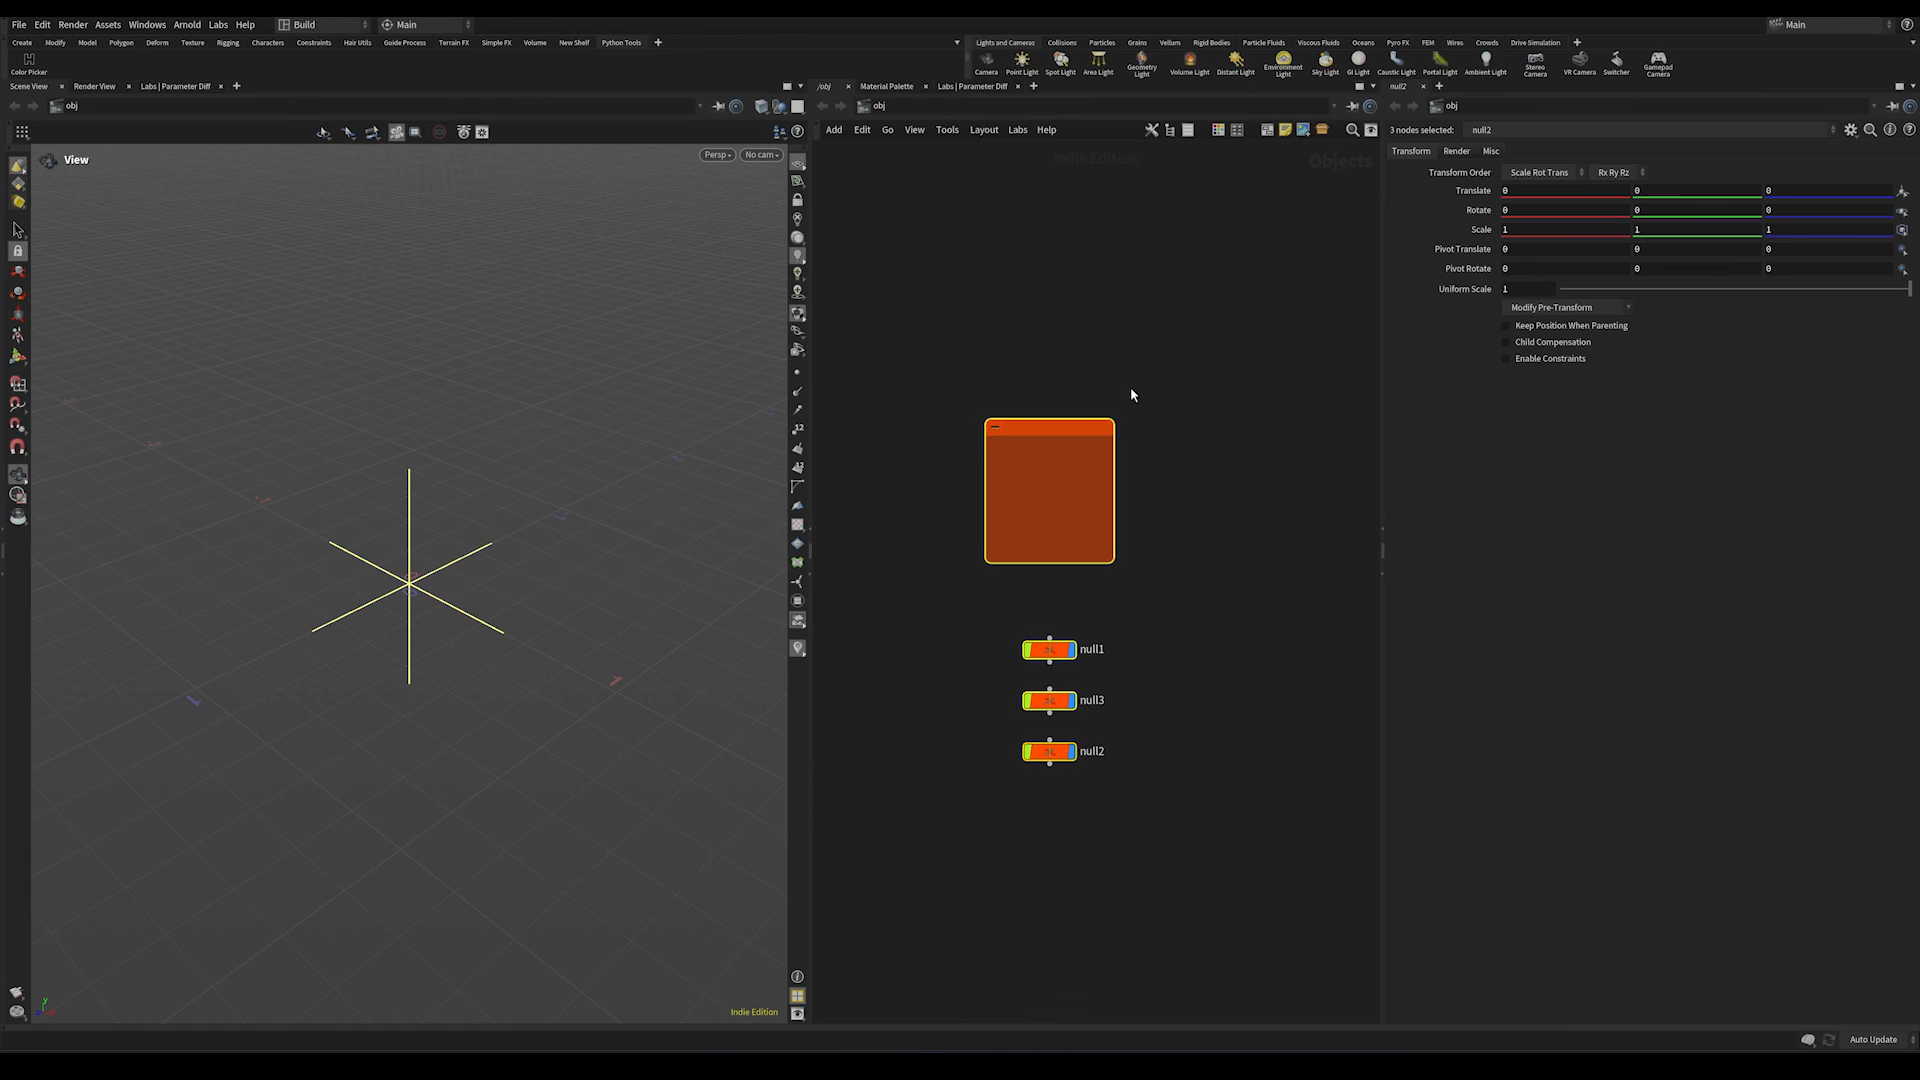 File Edit Render Assets Windows Arnold Labs Help Build Main Main
Create Modify Model Polygon Deform Texture Rigging Characters Constraints Hair Utils Guide Process Terrain FX Simple FX Volume New Shelf Python Tools
Lights and Cameras Collisions Particles Grains Vellum Rigid Bodies Particle Fluids Viscous Fluids Oceans Pyro FX FEM Wires Crowds Drive Simulation
Color Picker
Camera Point Light Spot Light Area Light Geometry Light Volume Light Distant Light Environment Light Sky Light GI Light Caustic Light Portal Light Ambient Light Stereo Camera VR Camera Switcher Gamepad Camera
Scene View Render View Labs | Parameter Diff
/obj Material Palette Labs | Parameter Diff
null2
obj
obj
obj
Add Edit Go View Tools Layout Labs Help
3 nodes selected: null2
View
Persp
No cam
Indie Edition
Objects
Transform Render Misc
Transform Order Scale Rot Trans Rx Ry Rz
Translate 0 0 0
Rotate 0 0 0
Scale 1 1 1
Pivot Translate 0 0 0
Pivot Rotate 0 0 0
Uniform Scale 1
Modify Pre-Transform
Keep Position When Parenting
Child Compensation
Enable Constraints
null1
null3
null2
Indie Edition
Auto Update